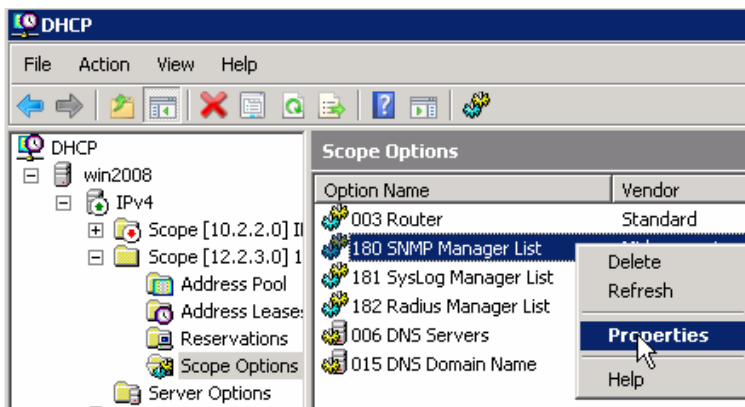 DHCP
File Action View Help
DHCP
win2008
IPv4
Scope [10.2.2.0]
Scope [12.2.3.0] 1
Address Pool
Address Lease
Reservations
Scope Options
Server Options
Scope Options
Option Name Vendor
003 Router Standard
180 SNMP Manager List
181 SysLog Manager List
182 Radius Manager List
006 DNS Servers
015 DNS Domain Name
Delete
Refresh
Properties
Help